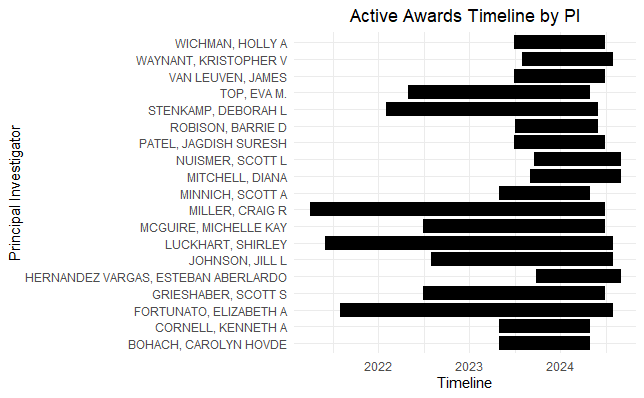 Active Awards Timeline by PI
Principal Investigator
WICHMAN, HOLLY A
WAYNANT, KRISTOPHER V
VAN LEUVEN, JAMES
TOP, EVA M.
STENKAMP, DEBORAH L
ROBISON, BARRIE D
PATEL, JAGDISH SURESH
NUISMER, SCOTT L
MITCHELL, DIANA
MINNICH, SCOTT A
MILLER, CRAIG R
MCGUIRE, MICHELLE KAY
LUCKHART, SHIRLEY
JOHNSON, JILL L
HERNANDEZ VARGAS, ESTEBAN ABERLARDO
GRIESHABER, SCOTT S
FORTUNATO, ELIZABETH A
CORNELL, KENNETH A
BOHACH, CAROLYN HOVDE
2022 2023 2024
Timeline